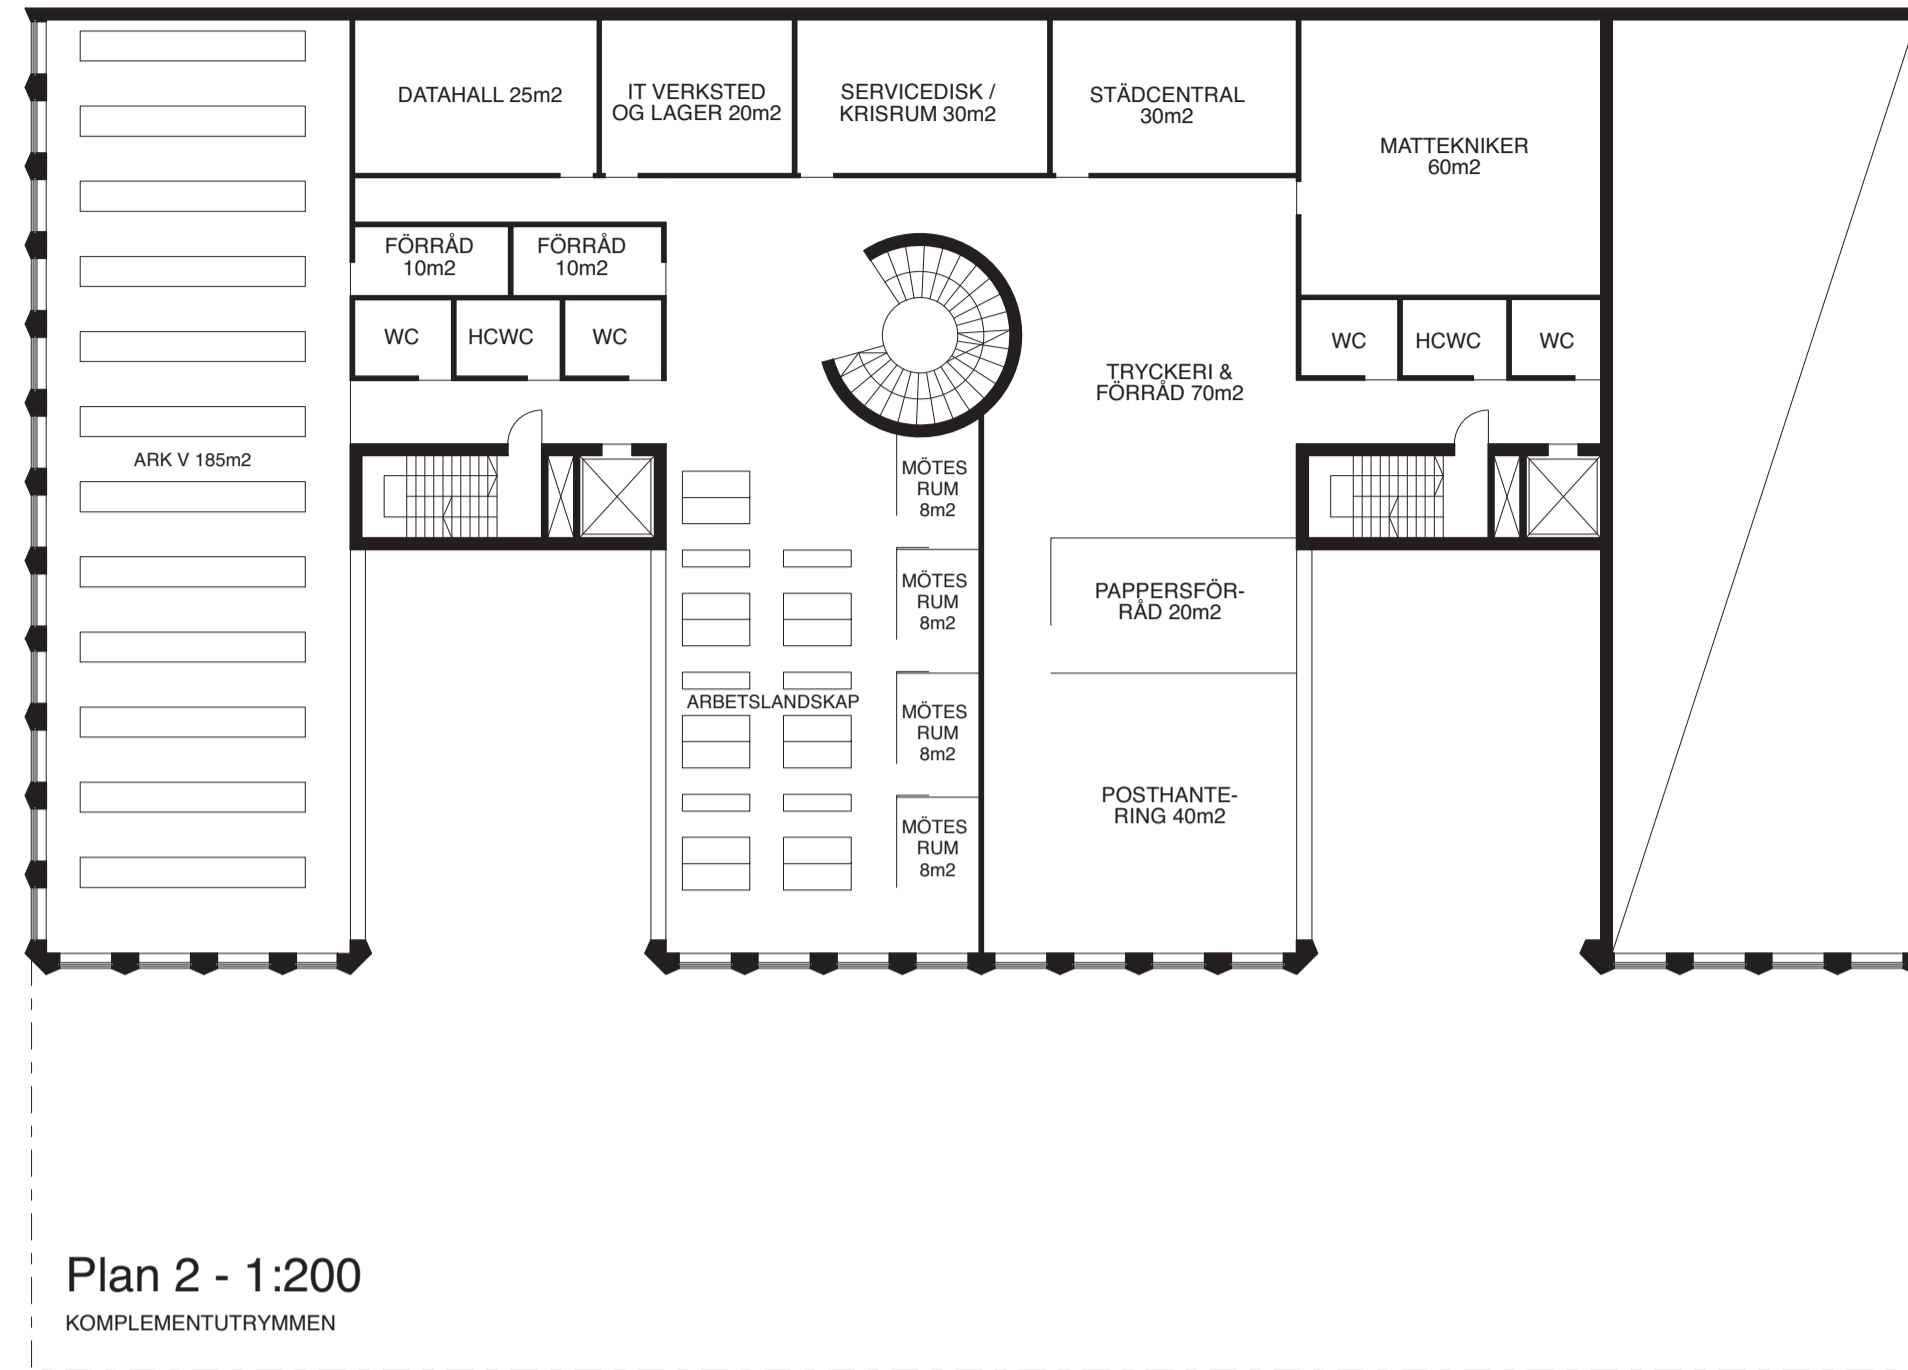 DATAHALL 25m2
IT VERKSTED
OG LAGER 20m2
SERVICEDISK /
KRISRUM 30m2
STÄDCENTRAL
30m2
MATTEKNIKER
60m2
FÖRRÅD
10m2
FÖRRÅD
10m2
WC
HCWC
WC
WC
HCWC
WC
TRYCKERI &
FÖRRÅD 70m2
ARK V 185m2
MÖTES
RUM
8m2
MÖTES
RUM
8m2
PAPPERSFÖR-
RÅD 20m2
ARBETSLANDSKAP
MÖTES
RUM
8m2
POSTHANTE-
RING 40m2
MÖTES
RUM
8m2
Plan 2 - 1:200
KOMPLEMENTUTRYMMEN